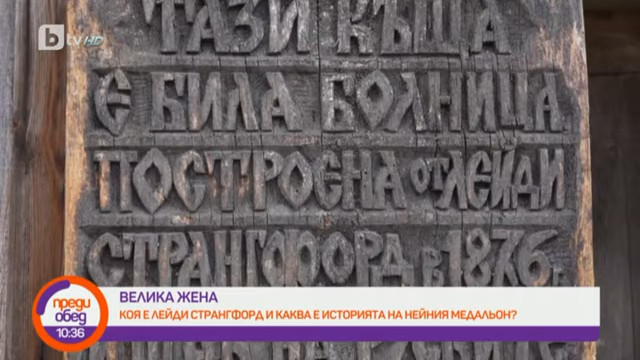 bTV HD
ТАЗИ КЪЩА
Е БИЛА БОЛНИЦА
ПОСТРОЕНА ОТ ЛЕЙДИ
СТРАНГФОРД В 1876 Г
ВЕЛИКА ЖЕНА
КОЯ Е ЛЕЙДИ СТРАНГФОРД И КАКВА Е ИСТОРИЯТА НА НЕЙНИЯ МЕДАЛЬОН?
преди
обед
10:36